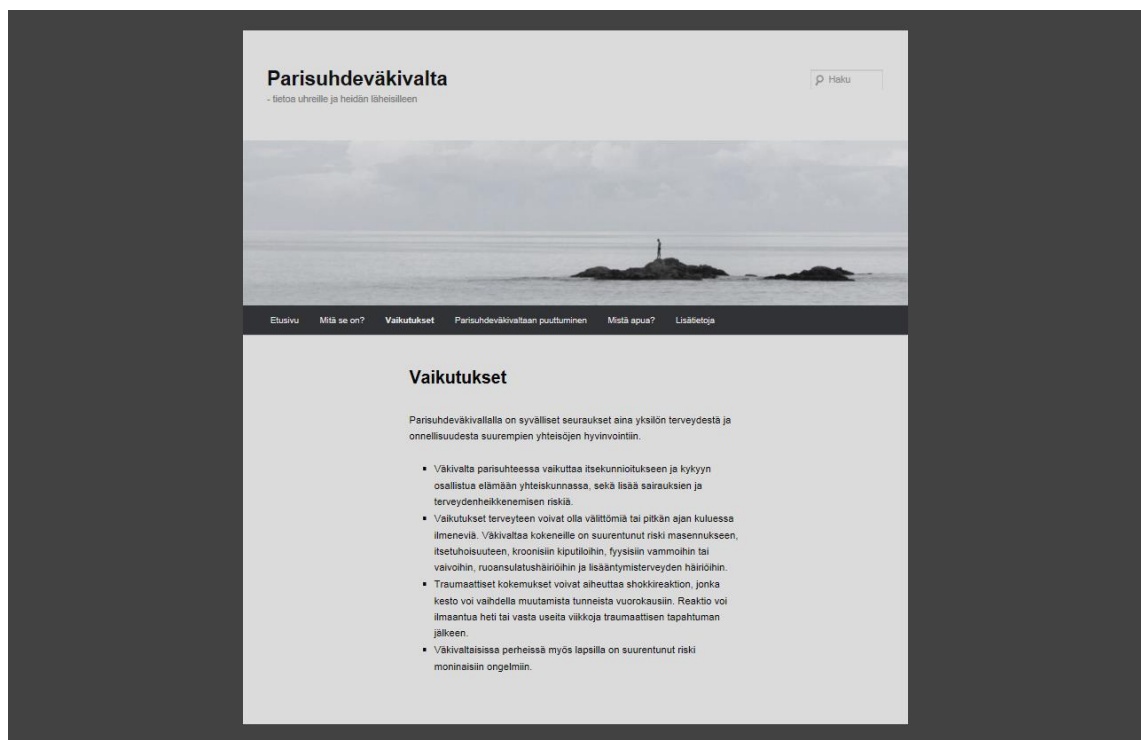 Parisuhdeväkivalta
- tietoa uhreille ja heidän läheisilleen
Haku
Etusivu Mitä se on? Vaikutukset Parisuhdeväkivaltaan puuttuminen Mistä apua? Lisätietoja
Vaikutukset
Parisuhdeväkivallalla on syvälliset seuraukset aina yksilön terveydestä ja
onnellisuudesta suurempien yhteisöjen hyvinvointiin.
▪ Väkivalta parisuhteessa vaikuttaa itsekunnioitukseen ja kykyyn
osallistua elämään yhteiskunnassa, sekä lisää sairauksien ja
terveydenheikkenemisen riskiä.
▪ Vaikutukset terveyteen voivat olla välittömiä tai pitkän ajan kuluessa
ilmeneviä. Väkivaltaa kokeneille on suurentunut riski masennukseen,
itsetuhoisuuteen, kroonisiin kiputiloihin, fyysisiin vammoihin tai
vaivoihin, ruoansulatushäiriöihin ja lisääntymisterveyden häiriöihin.
▪ Traumaattiset kokemukset voivat aiheuttaa shokkireaktion, jonka
kesto voi vaihdella muutamista tunneista vuorokausiin. Reaktio voi
ilmaantua heti tai vasta useita viikkoja traumaattisen tapahtuman
jälkeen.
▪ Väkivaltaisissa perheissä myös lapsilla on suurentunut riski
moninaisiin ongelmiin.